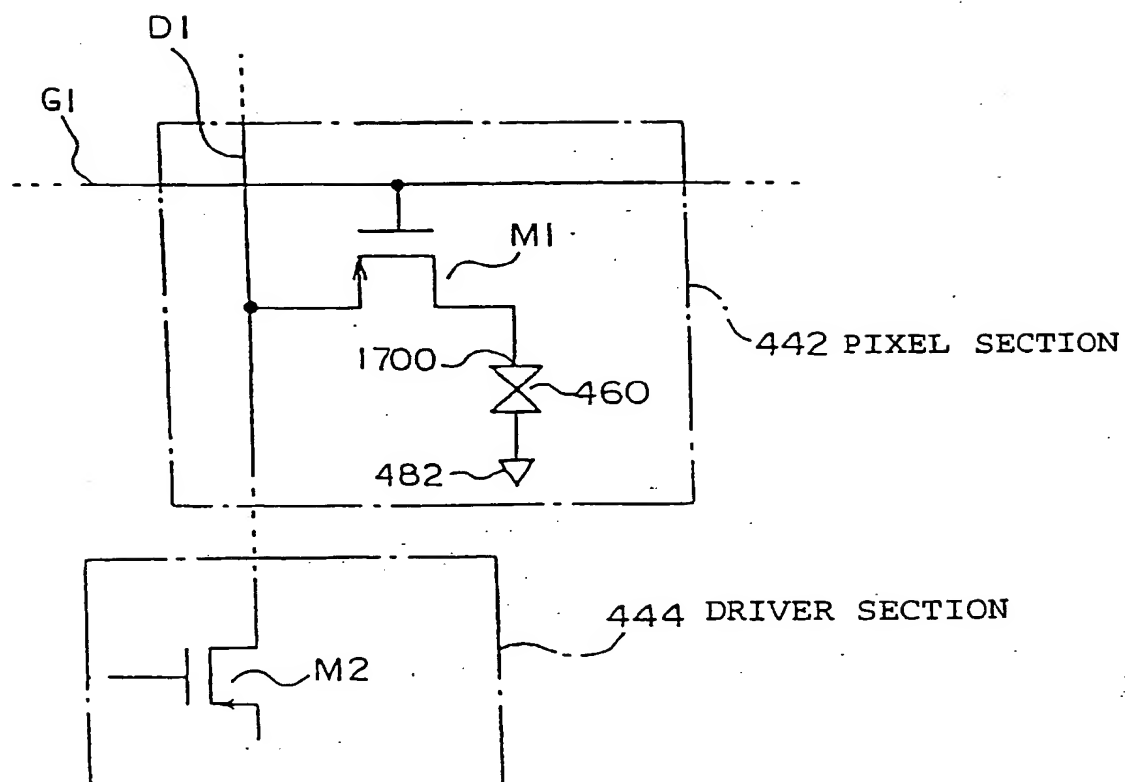 D1
G1
M1
442 PIXEL SECTION
1700
460
482
444 DRIVER SECTION
M2